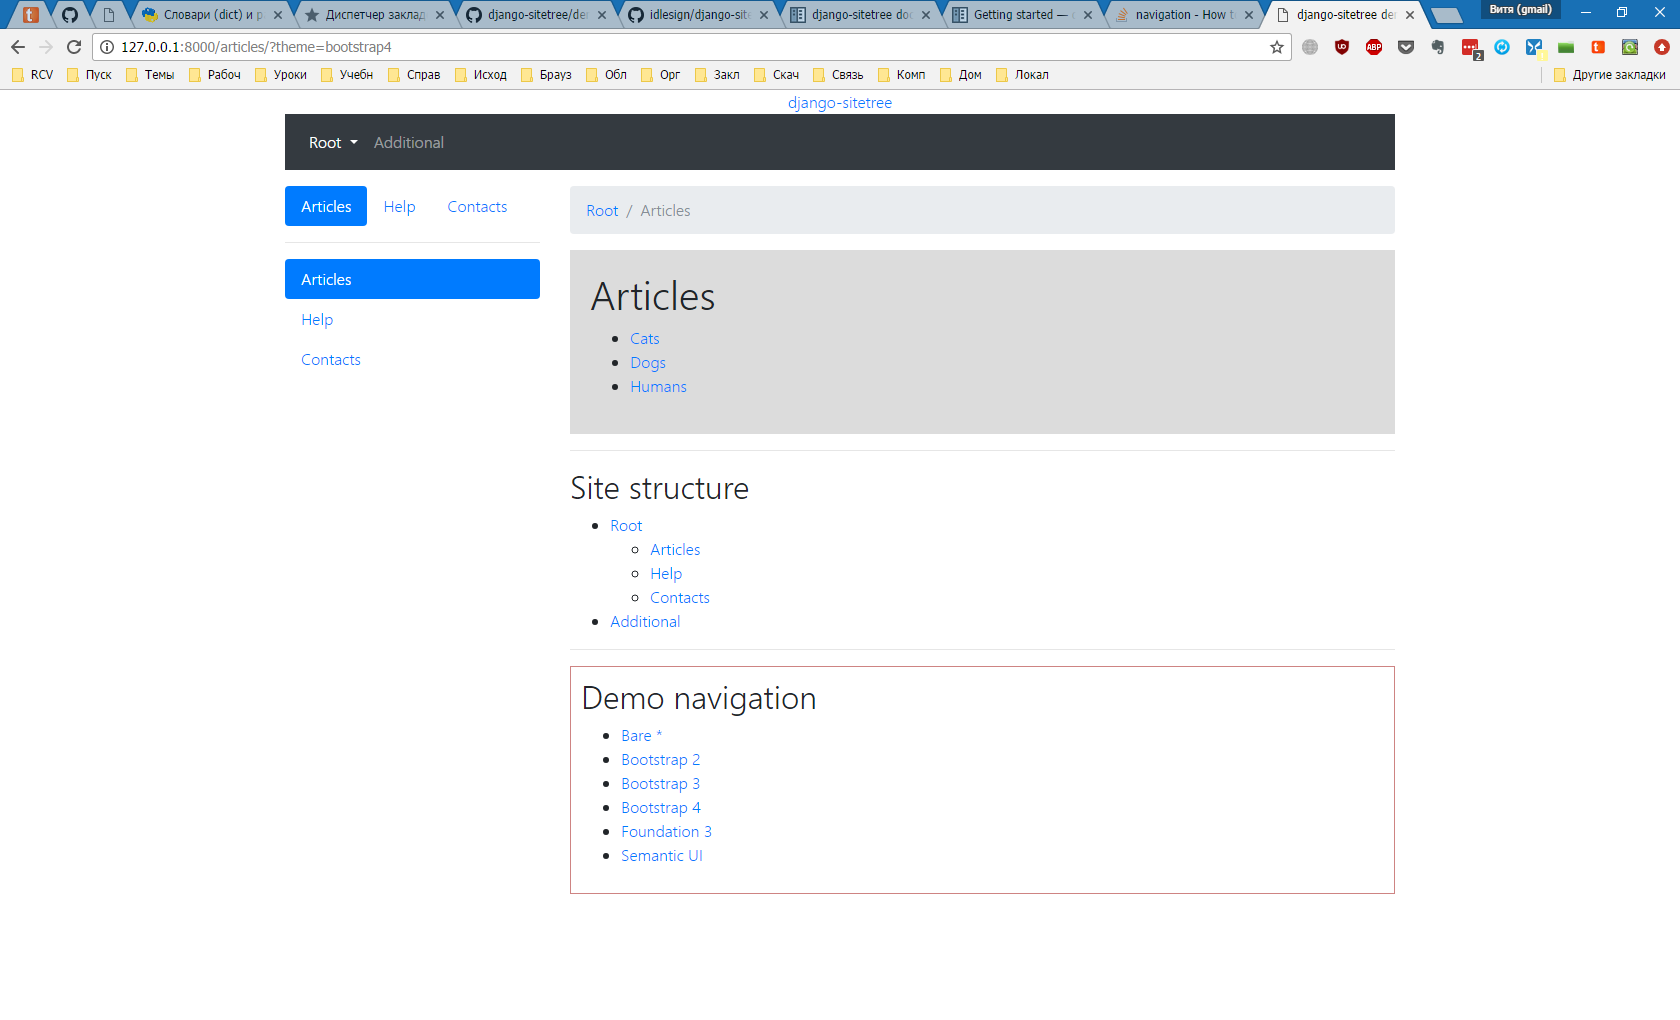 Словари (dict) и р
Диспетчер заклад
django-sitetree/de
idlesign/django-site
django-sitetree do
Getting started —
navigation - How t
django-sitetree de
Витя (gmail)
127.0.0.1:8000/articles/?theme=bootstrap4
ABP
2
RCV Пуск Темы Рабоч Уроки Учебн Справ Исход Брауз Обл Орг Закл Скач Связь Комп Дом Локал Другие закладки
django-sitetree
Root Additional
Articles Help Contacts
Root / Articles
Articles
Help
Contacts
Articles
Cats
Dogs
Humans
Site structure
Root
Articles
Help
Contacts
Additional
Demo navigation
Bare *
Bootstrap 2
Bootstrap 3
Bootstrap 4
Foundation 3
Semantic UI